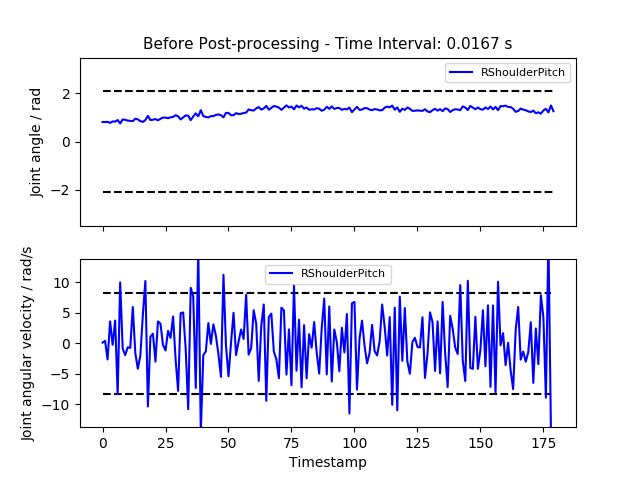 Before Post-processing - Time Interval: 0.0167 s
RShoulderPitch
2
0
−2
Joint angle / rad
RShoulderPitch
10
5
0
−5
−10
Joint angular velocity / rad/s
0 25 50 75 100 125 150 175
Timestamp